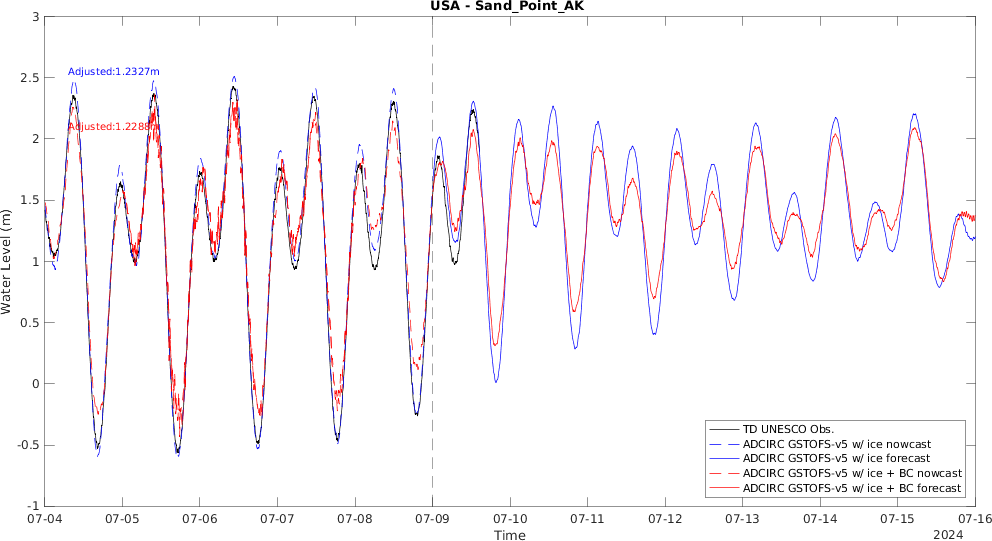 USA - Sand_Point_AK
3
2.5
2
1.5
1
0.5
0
-0.5
-1
Water Level (m)
Adjusted:1.2327m
Adjusted:1.2288m
TD UNESCO Obs.
ADCIRC GSTOFS-v5 w/ ice nowcast
ADCIRC GSTOFS-v5 w/ ice forecast
ADCIRC GSTOFS-v5 w/ ice + BC nowcast
ADCIRC GSTOFS-v5 w/ ice + BC forecast
07-04 07-05 07-06 07-07 07-08 07-09 07-10 07-11 07-12 07-13 07-14 07-15 07-16
Time
2024